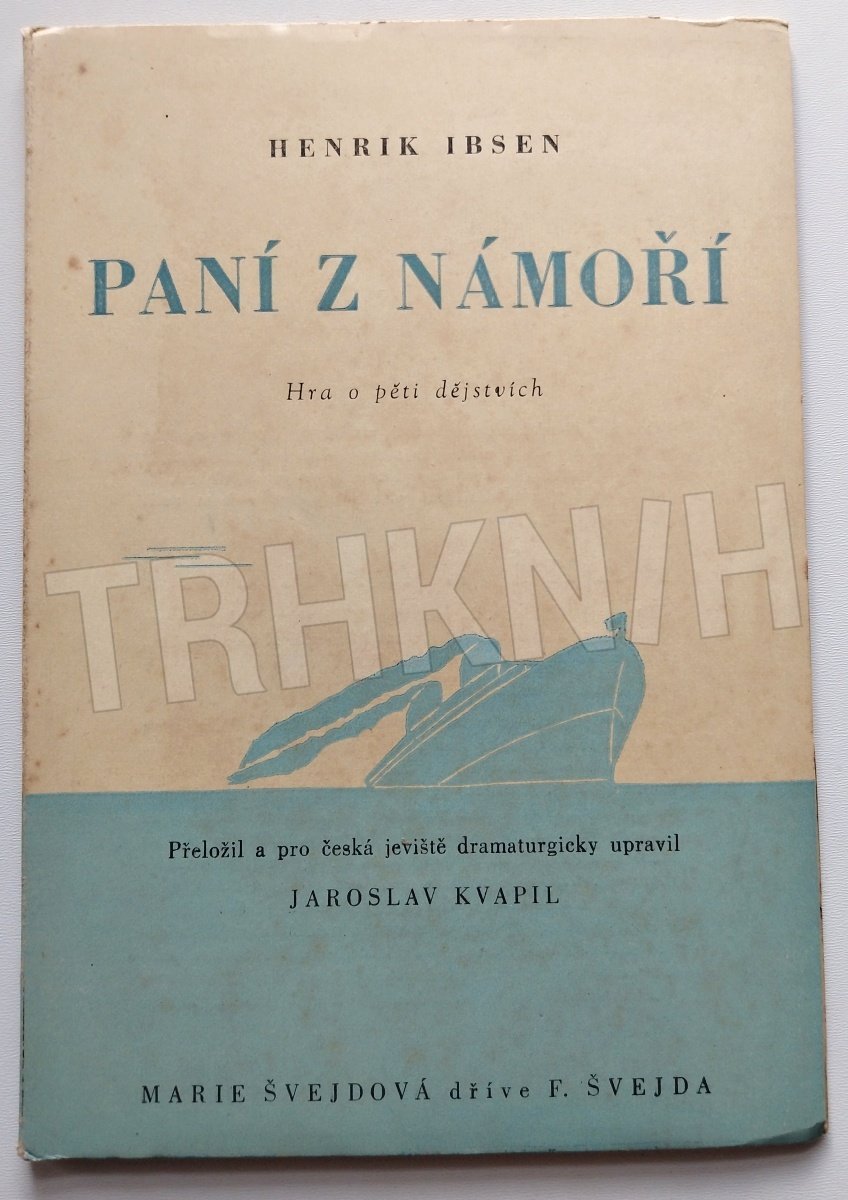 HENRIK IBSEN
PANÍ Z NÁMOŘÍ
Hra o pěti dějstvích
TRHKNIH
Přeložil a pro česká jeviště dramaturgicky upravil
JAROSLAV KVAPIL
MARIE ŠVEJDOVÁ dříve F. ŠVEJDA